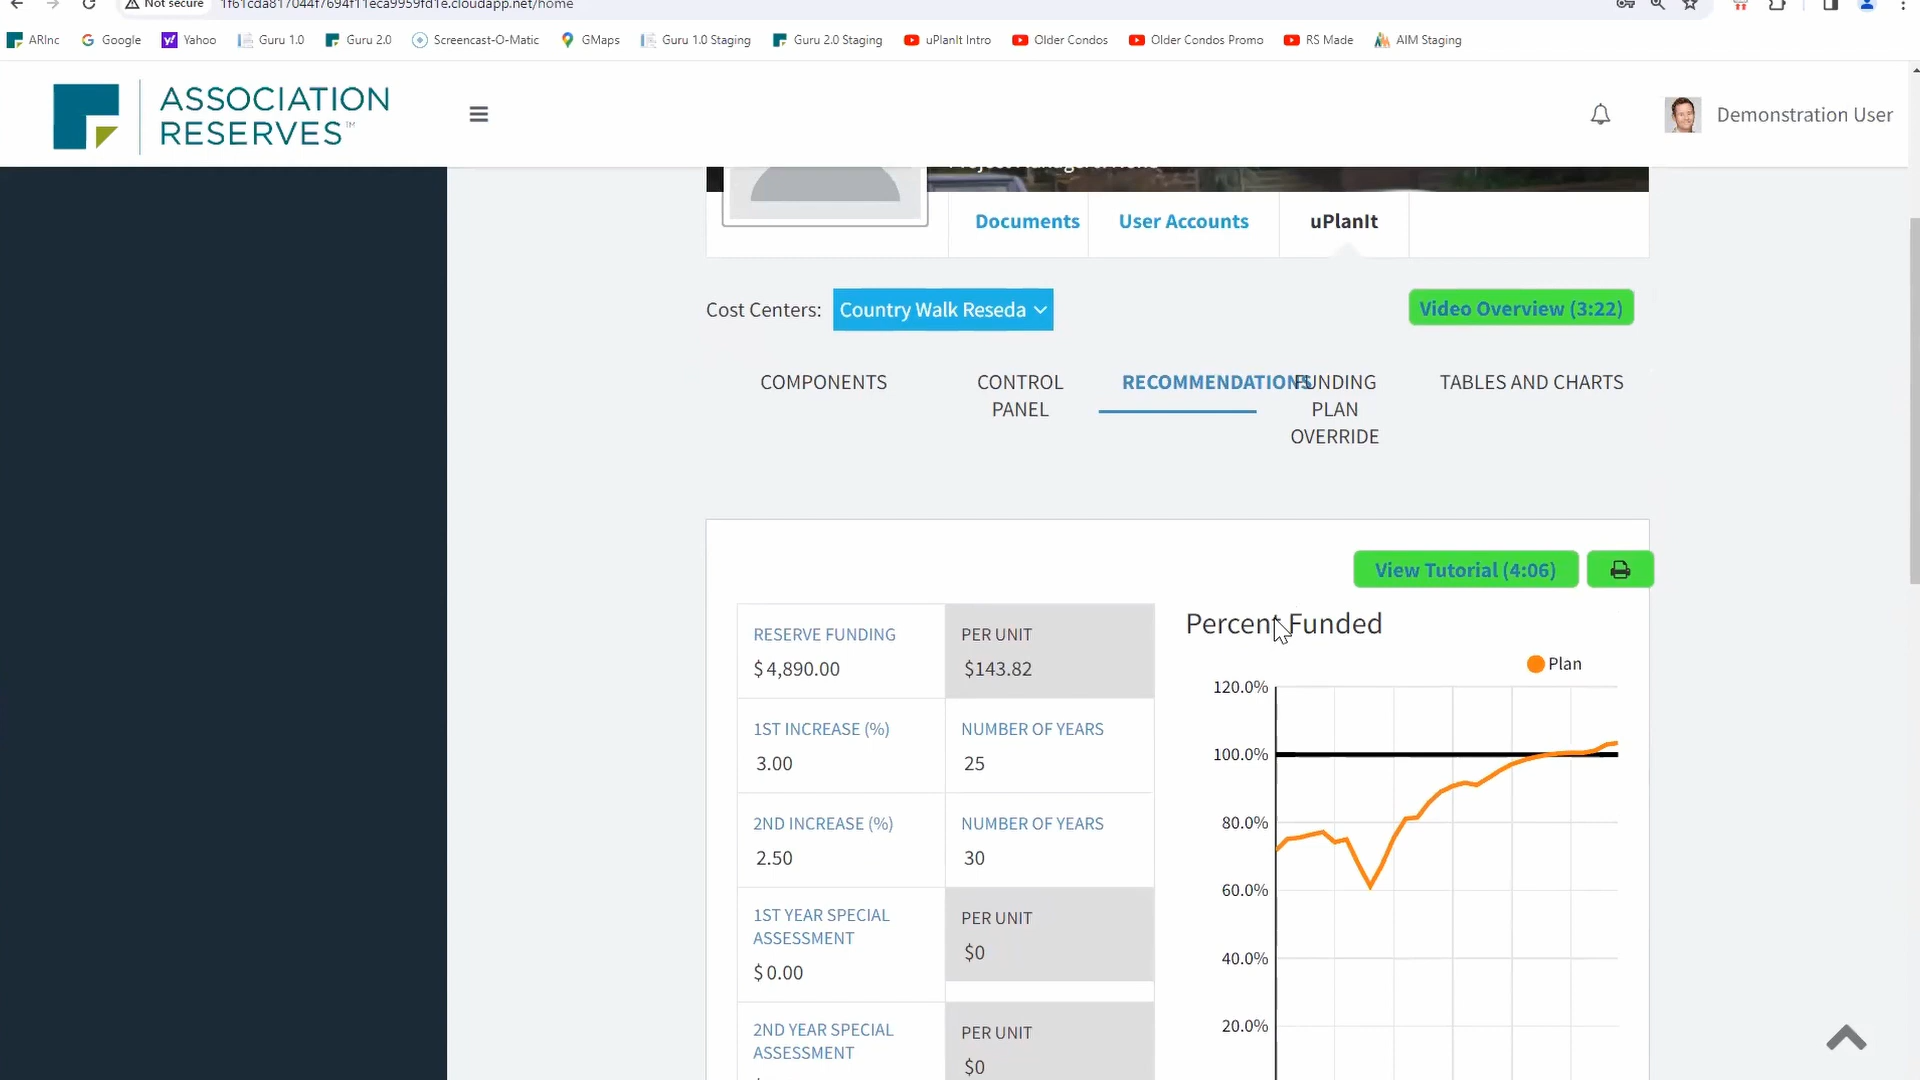 Not secure 1f61cda817044f7694f11eca9959fd1e.cloudapp.net/home
ARInc Google Yahoo Guru 1.0 Guru 2.0 Screencast-O-Matic GMaps Guru 1.0 Staging Guru 2.0 Staging uPlanIt Intro Older Condos Older Condos Promo RS Made AIM Staging
ASSOCIATION
RESERVES™
Demonstration User
Documents User Accounts uPlanIt
Cost Centers: Country Walk Reseda
Video Overview (3:22)
COMPONENTS
CONTROL
PANEL
RECOMMENDATIONS
FUNDING
PLAN
OVERRIDE
TABLES AND CHARTS
View Tutorial (4:06)
RESERVE FUNDING
$ 4,890.00
PER UNIT
$143.82
1ST INCREASE (%)
3.00
NUMBER OF YEARS
25
2ND INCREASE (%)
2.50
NUMBER OF YEARS
30
1ST YEAR SPECIAL
ASSESSMENT
$ 0.00
PER UNIT
$0
2ND YEAR SPECIAL
ASSESSMENT
PER UNIT
$0
Percent Funded
Plan
120.0%
100.0%
80.0%
60.0%
40.0%
20.0%